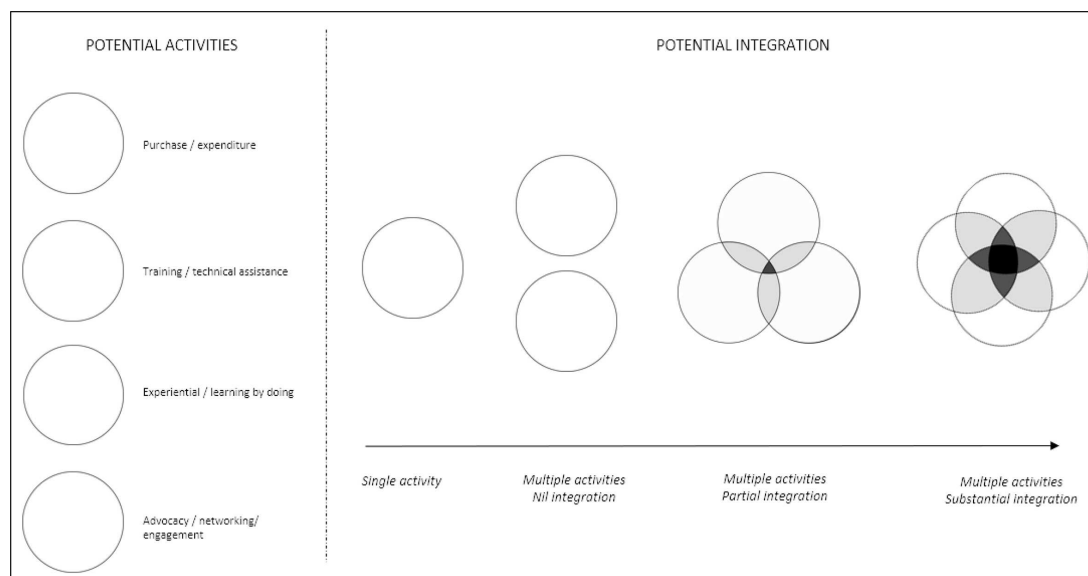 POTENTIAL ACTIVITIES
Purchase / expenditure
Training / technical assistance
Experiential / learning by doing
Advocacy / networking/
engagement
POTENTIAL INTEGRATION
Single activity
Multiple activities
Nil integration
Multiple activities
Partial integration
Multiple activities
Substantial integration